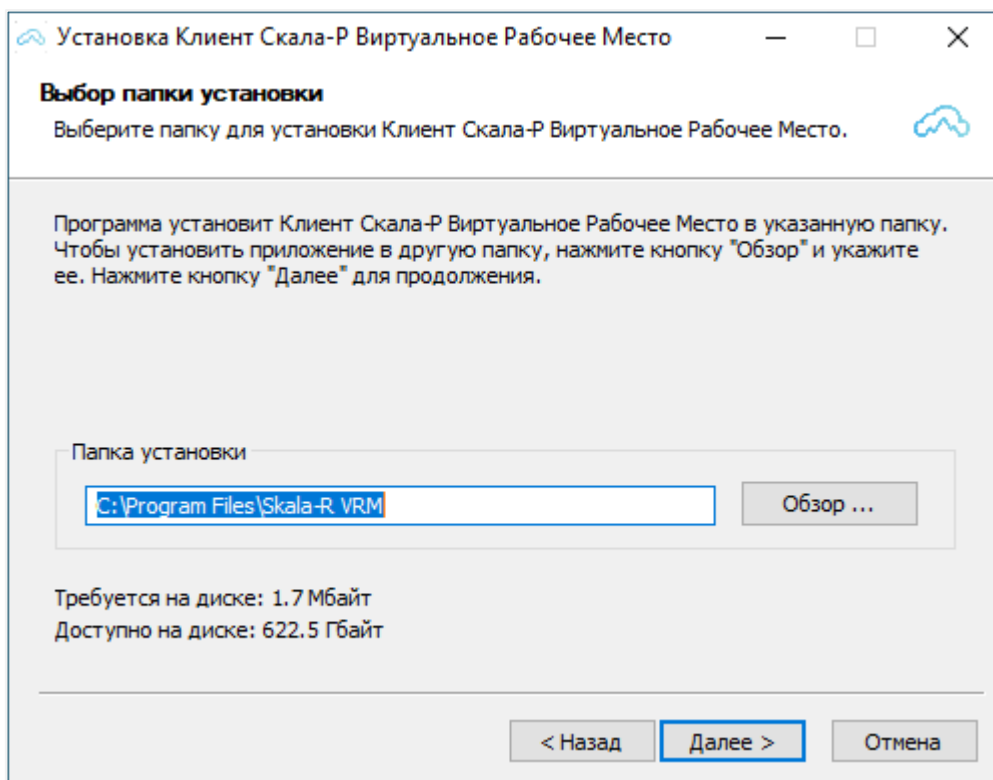 Установка Клиент Скала-Р Виртуальное Рабочее Место
Выбор папки установки
Выберите папку для установки Клиент Скала-Р Виртуальное Рабочее Место.
Программа установит Клиент Скала-Р Виртуальное Рабочее Место в указанную папку.
Чтобы установить приложение в другую папку, нажмите кнопку "Обзор" и укажите
ее. Нажмите кнопку "Далее" для продолжения.
Папка установки
C:\Program Files\Skala-R VRM
Обзор ...
Требуется на диске: 1.7 Мбайт
Доступно на диске: 622.5 Гбайт
< Назад
Далее >
Отмена